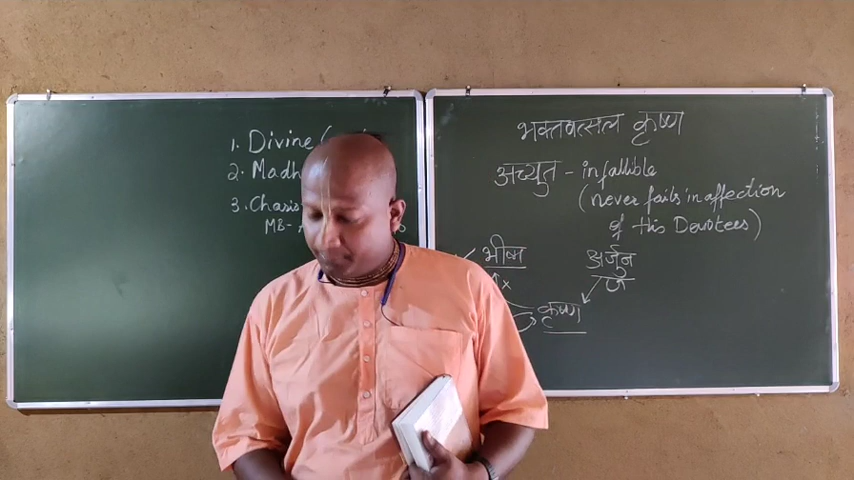 1. Divine
2. Madh
3. Chasis
MB-
भक्तवत्सल कृष्ण
अच्युत - infallible
(never fails in affection
of His Devotees)
भीष्म अर्जुन
x
कृष्ण